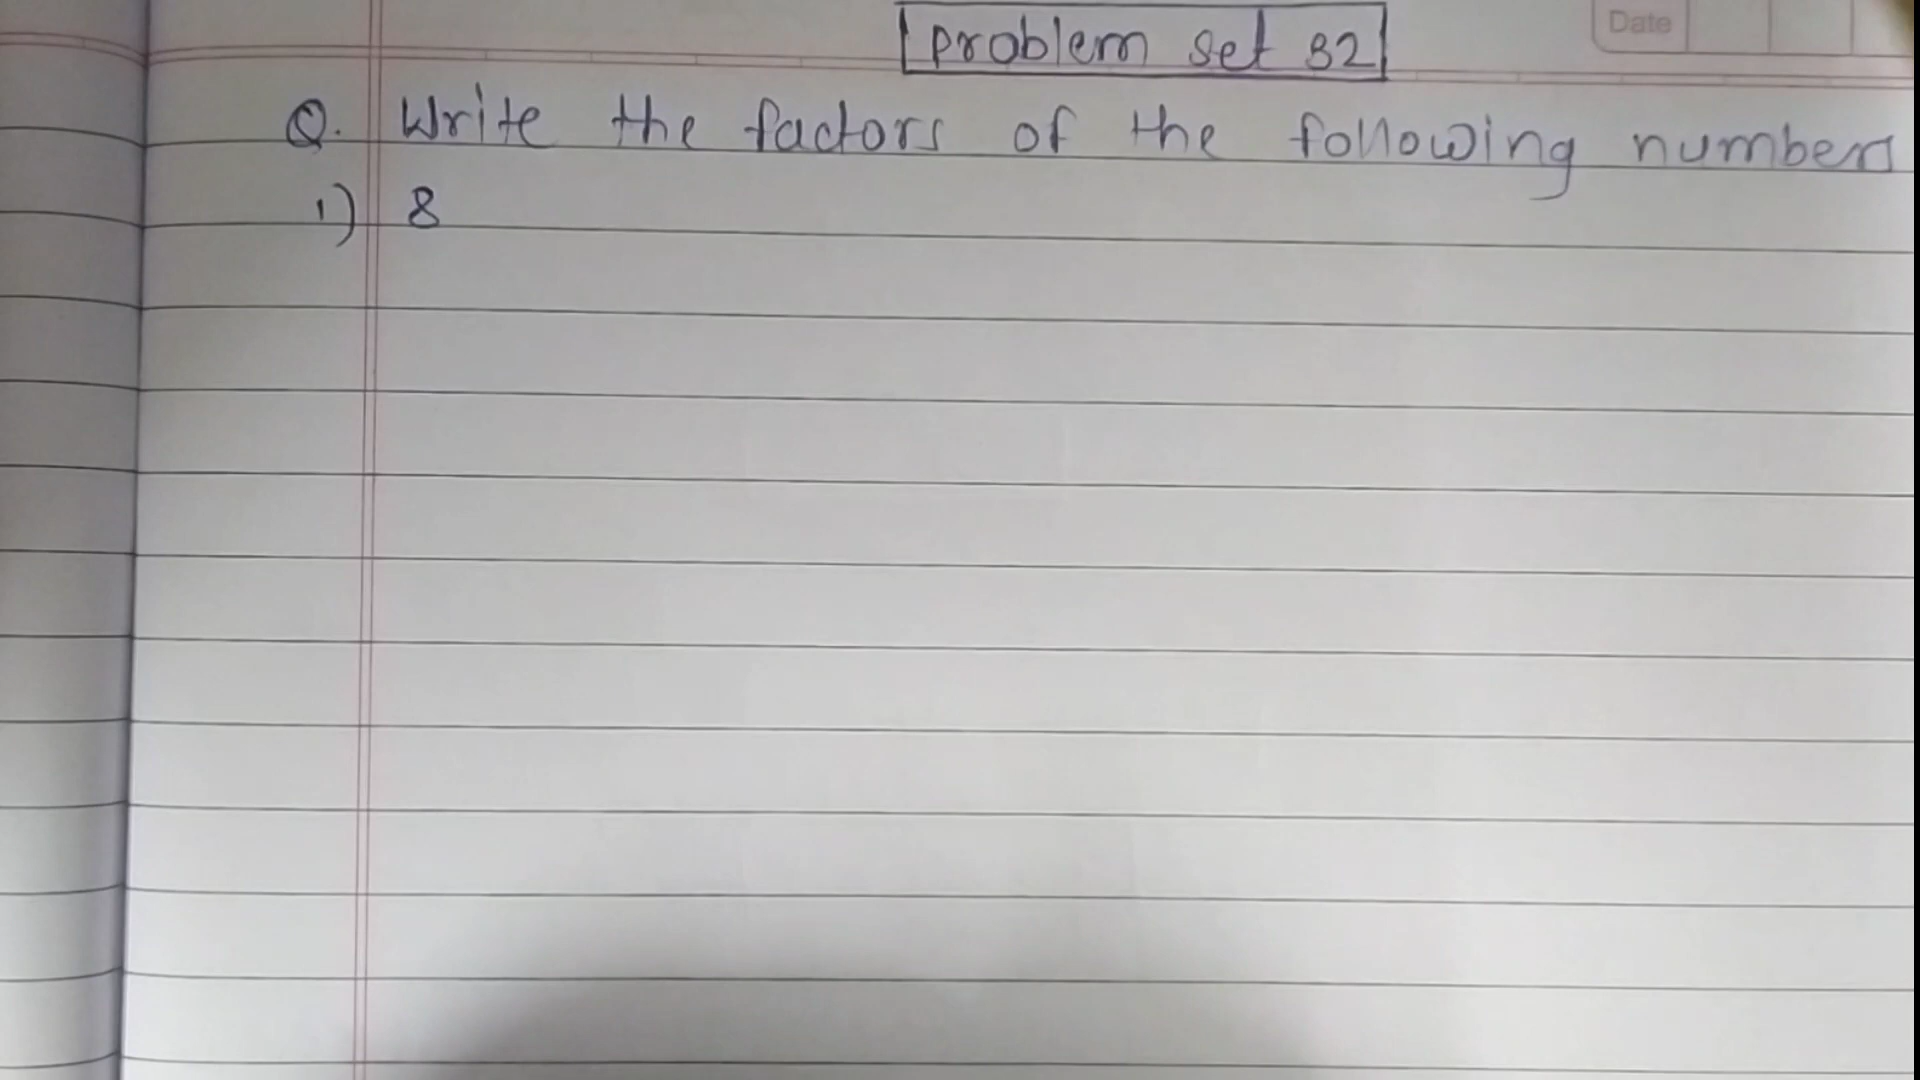 Date
Problem set 32
Q. Write the factors of the following numbers
1) 8